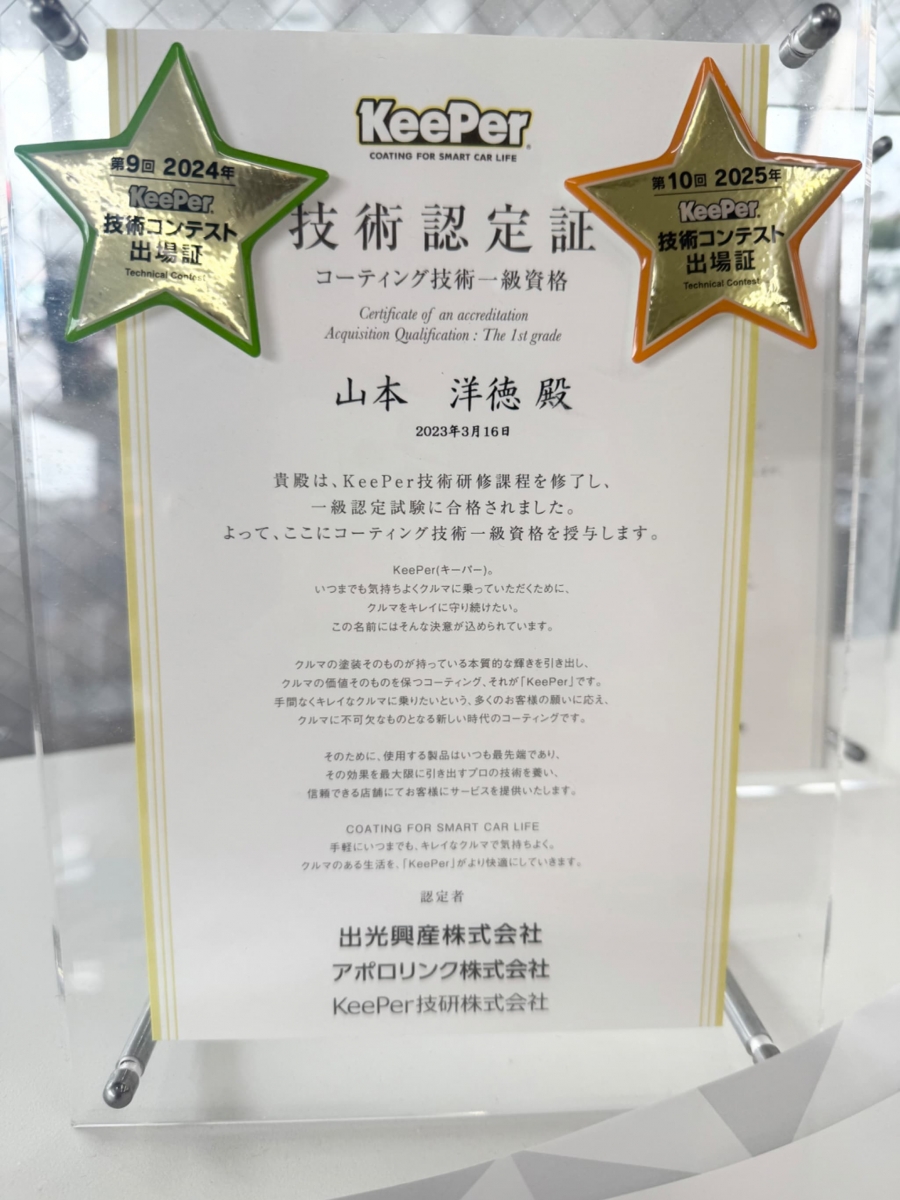 第9回 2024年
KeePer
技術コンテスト
出場証
Technical Contest
第10回 2025年
KeePer
技術コンテスト
出場証
Technical Contest
KeePer
COATING FOR SMART CAR LIFE
技術認定証
コーティング技術一級資格
Certificate of an accreditation
Acquisition Qualification : The 1st grade
山本 洋徳 殿
2023年3月16日
貴殿は、KeePer技術研修課程を修了し、
一級認定試験に合格されました。
よって、ここにコーティング技術一級資格を授与します。
KeePer(キーパー)。
いつまでも気持ちよくクルマに乗っていただくために、
クルマをキレイに守り続けたい。
この名前にはそんな決意が込められています。
クルマの塗装そのものが持っている本質的な輝きを引き出し、
クルマの価値そのものを保つコーティング、それが「KeePer」です。
手間なくキレイなクルマに乗りたいという、多くのお客様の願いに応え、
クルマに不可欠なものとなる新しい時代のコーティングです。
そのために、使用する製品はいつも最先端であり、
その効果を最大限に引き出すプロの技術を養い、
信頼できる店舗にてお客様にサービスを提供いたします。
COATING FOR SMART CAR LIFE
手軽にいつまでも、キレイなクルマで気持ちよく。
クルマのある生活を、「KeePer」がより快適にしていきます。
認定者
出光興産株式会社
アポロリンク株式会社
KeePer技研株式会社